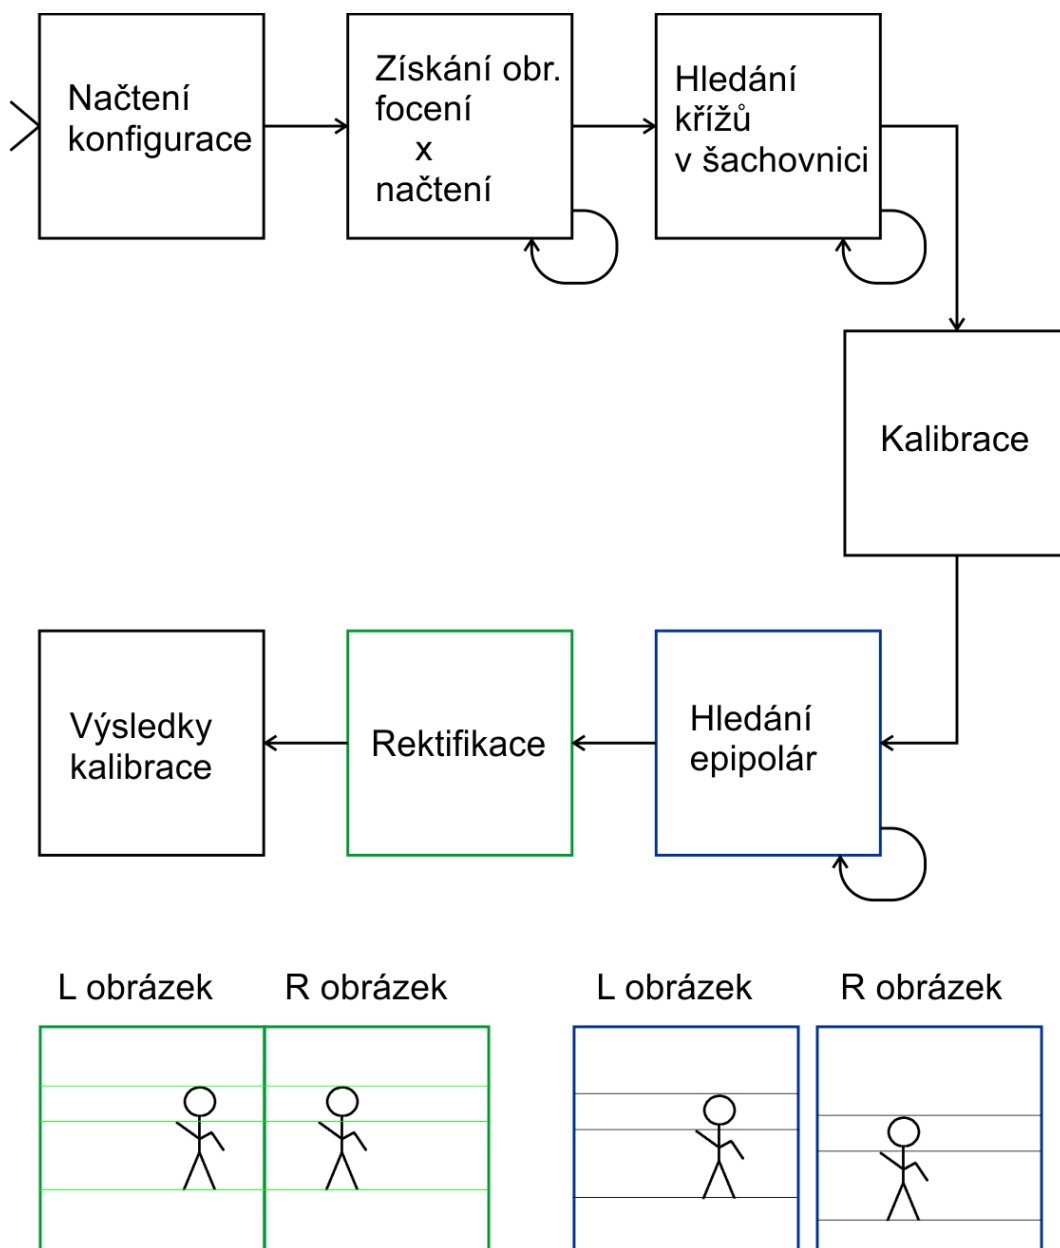 Načtení
konfigurace
Získání obr.
focení
x
načtení
Hledání
křížů
v šachovnici
Kalibrace
Hledání
epipolár
Rektifikace
Výsledky
kalibrace
L obrázek
R obrázek
L obrázek
R obrázek